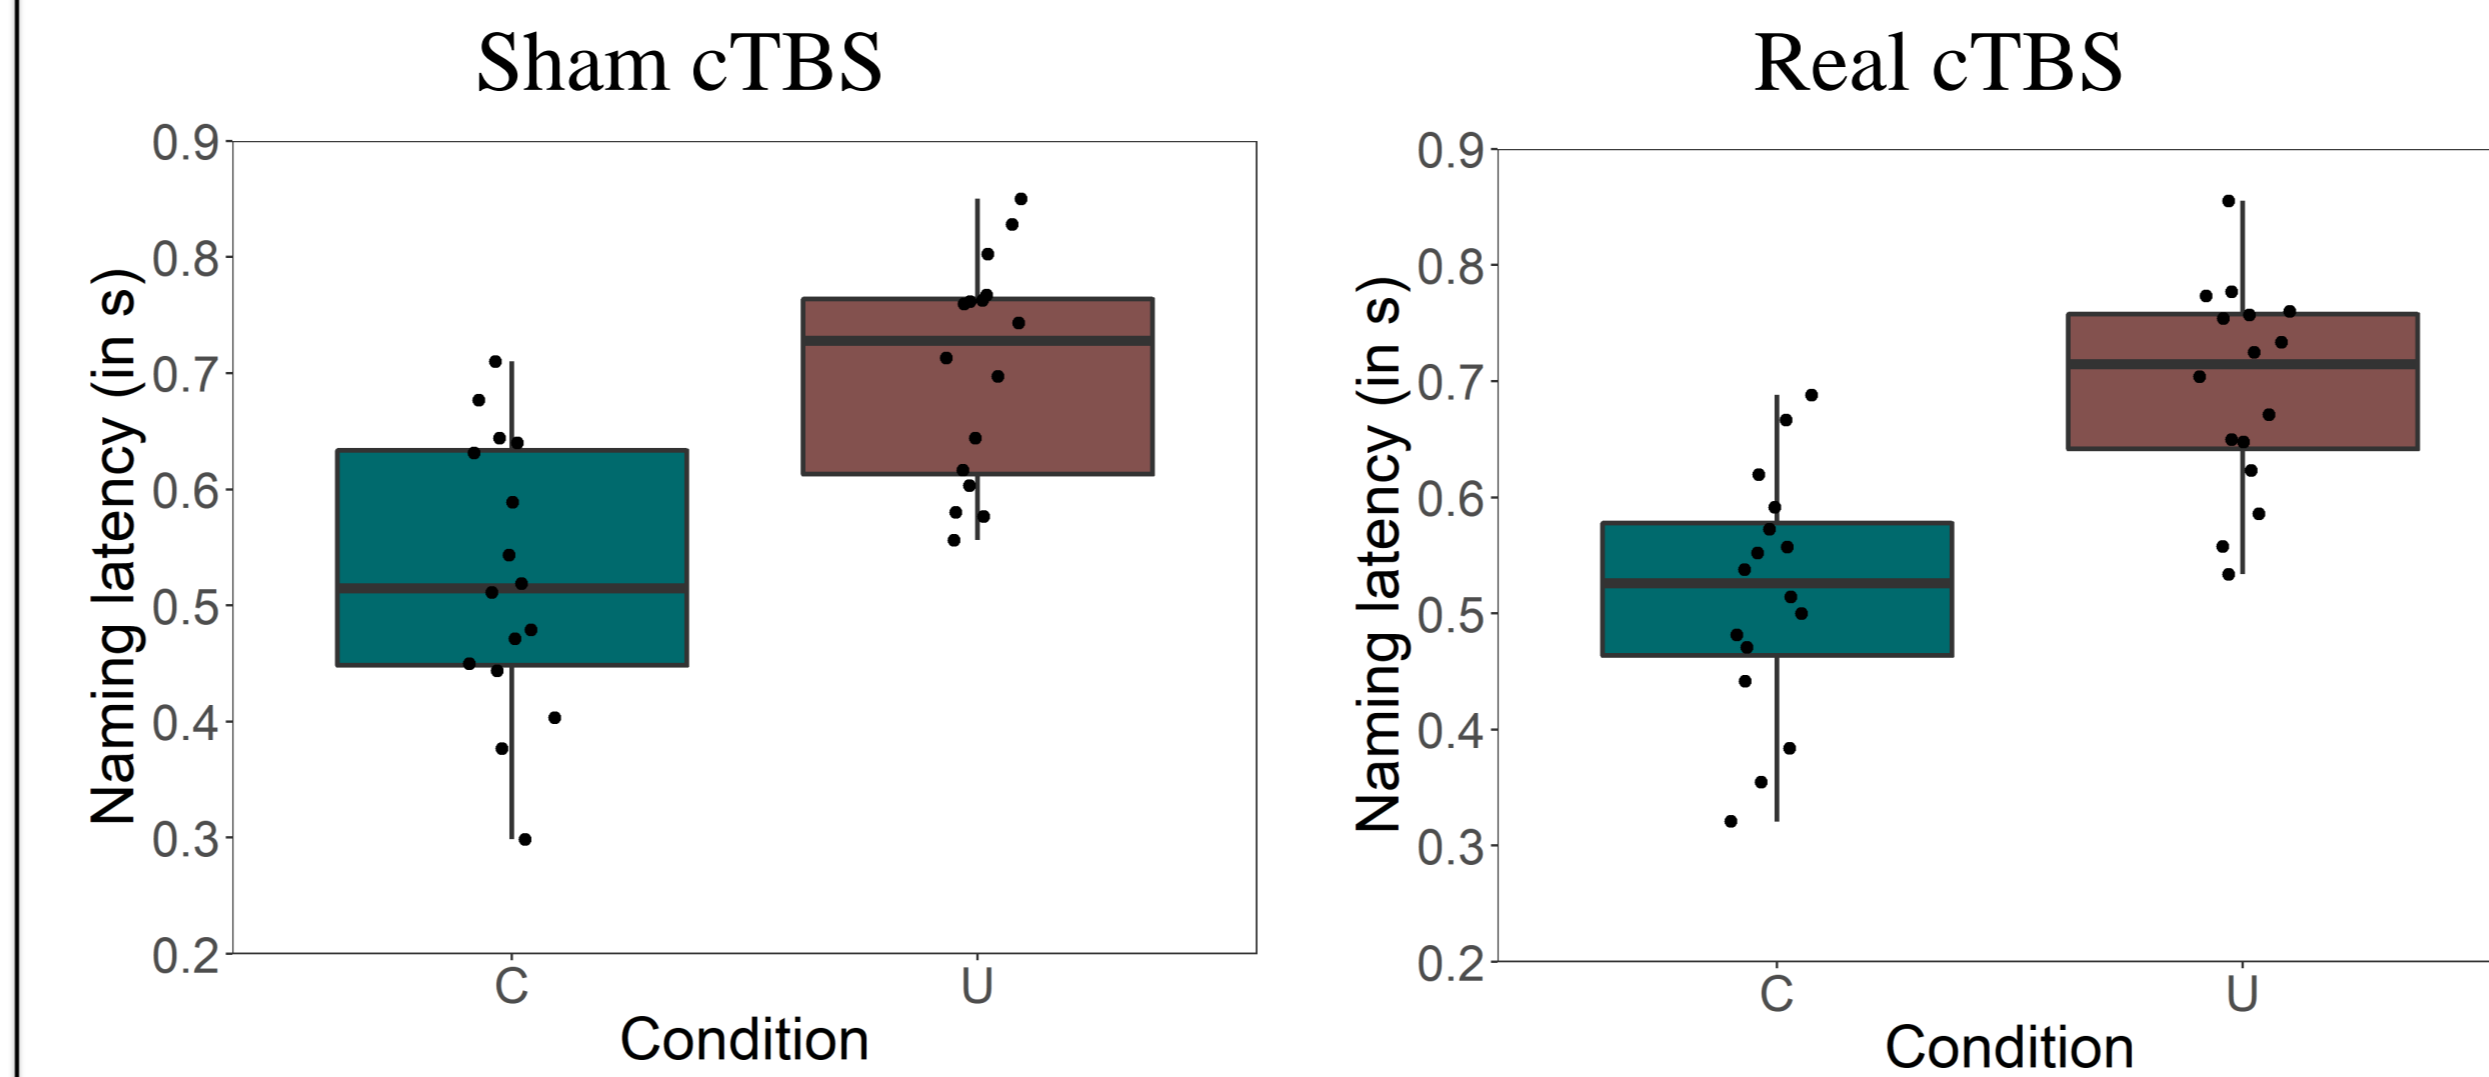 Sham cTBS
Naming latency (in s)
0.9
0.8
0.7
0.6
0.5
0.4
0.3
0.2
C U
Condition
Real cTBS
Naming latency (in s)
0.9
0.8
0.7
0.6
0.5
0.4
0.3
0.2
C U
Condition